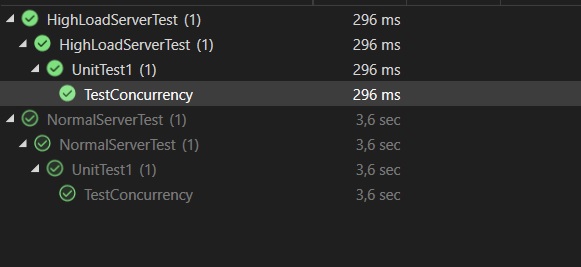 HighLoadServerTest (1) 296 ms
HighLoadServerTest (1) 296 ms
UnitTest1 (1) 296 ms
TestConcurrency 296 ms
NormalServerTest (1) 3,6 sec
NormalServerTest (1) 3,6 sec
UnitTest1 (1) 3,6 sec
TestConcurrency 3,6 sec